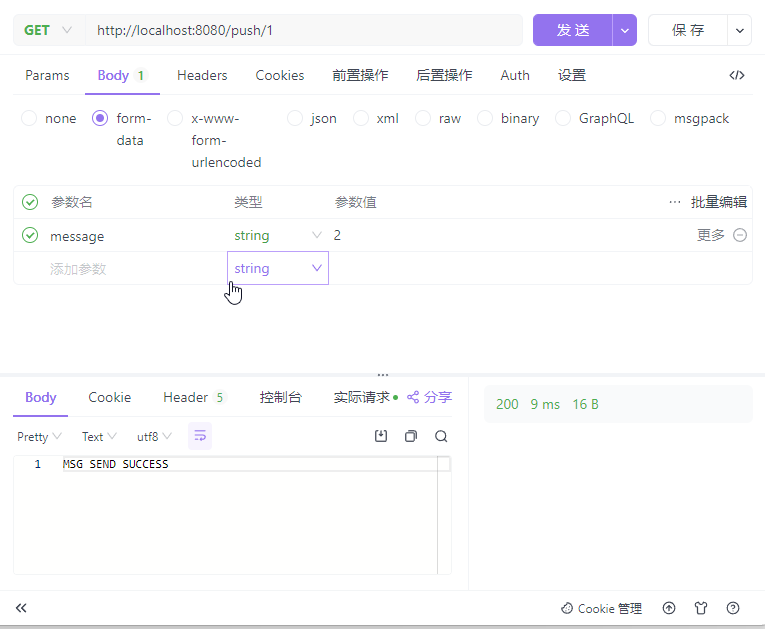 GET http://localhost:8080/push/1 发送 保存
Params Body 1 Headers Cookies 前置操作 后置操作 Auth 设置 </>
none form-data x-www-form-urlencoded json xml raw binary GraphQL msgpack
参数名 类型 参数值 ··· 批量编辑
message string 2 更多
添加参数 string
Body Cookie Header 5 控制台 实际请求 分享 200 9 ms 16 B
Pretty Text utf8
1 MSG SEND SUCCESS
Cookie 管理